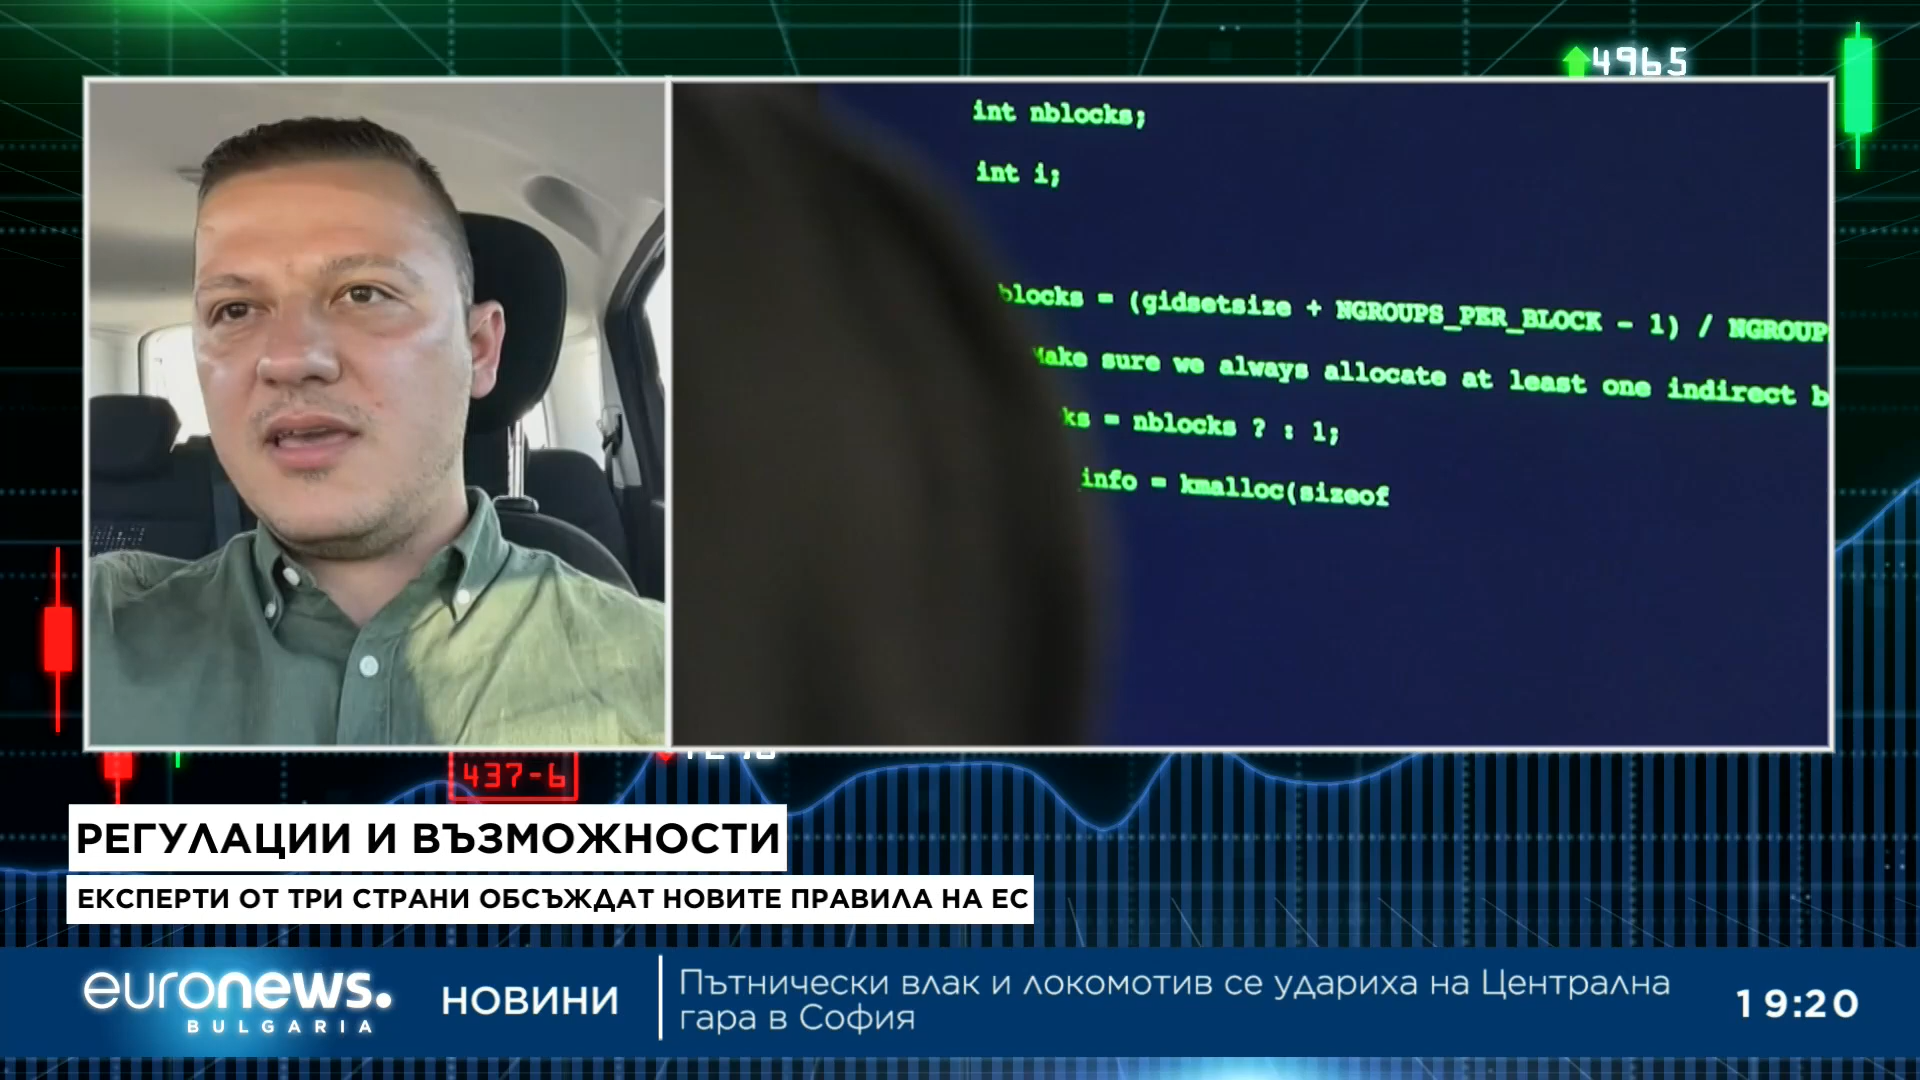 4965
int nblocks;
int i;
blocks = (gidsetsize + NGROUPS_PER_BLOCK - 1) / NGROUP
Make sure we always allocate at least one indirect b
ks = nblocks ? : 1;
info = kmalloc(sizeof
437-6
РЕГУЛАЦИИ И ВЪЗМОЖНОСТИ
ЕКСПЕРТИ ОТ ТРИ СТРАНИ ОБСЪЖДАТ НОВИТЕ ПРАВИЛА НА ЕС
euronews.
BULGARIA
НОВИНИ
Пътнически влак и локомотив се удариха на Централна
гара в София
19:20